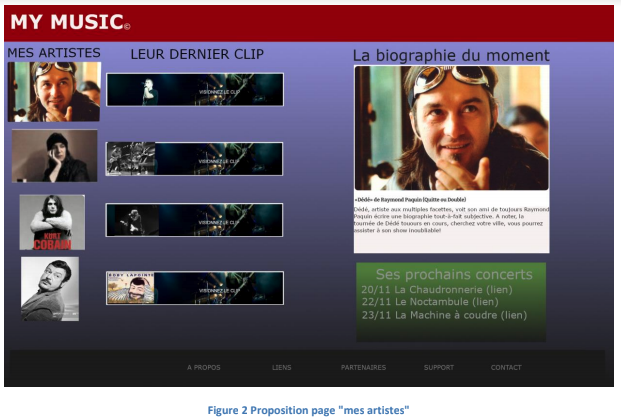 MY MUSIC©
MES ARTISTES
LEUR DERNIER CLIP
La biographie du moment
VISIONNEZ LE CLIP
VISIONNEZ LE CLIP
VISIONNEZ LE CLIP
KURT
COBAIN
BOBY LAPOINTE
VISIONNEZ LE CLIP
«Dédé» de Raymond Paquin (Quitte ou Double)
Dédé, artiste aux multiples facettes, voit son ami de toujours Raymond
Paquin écrire une biographie tout-à-fait subjective. A noter, la
tournée de Dédé touours en cours, cherchez votre ville, vous pourrez
assister à son show inoubliable!
Ses prochains concerts
20/11 La Chaudronnerie (lien)
22/11 Le Noctambule (lien)
23/11 La Machine à coudre (lien)
A PROPOS
LIENS
PARTENAIRES
SUPPORT
CONTACT
Figure 2 Proposition page "mes artistes"